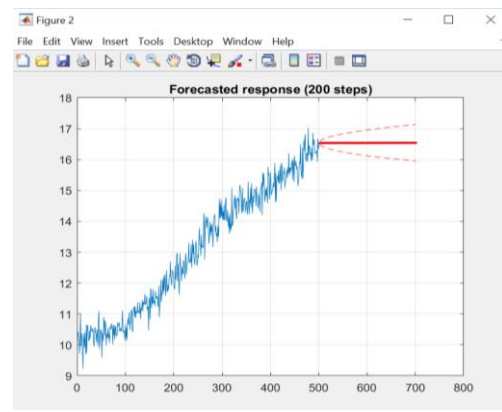 Figure 2
File Edit View Insert Tools Desktop Window Help
Forecasted response (200 steps)
18
17
16
15
14
13
12
11
10
9
0 100 200 300 400 500 600 700 800